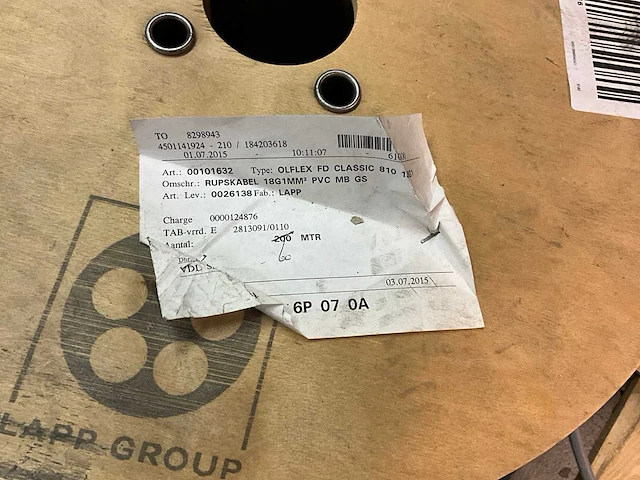 TO 8298943
4501141924 - 210 / 184203618
01.07.2015 - 10:11:07 -
Art.: 00101632 Type: OLFLEX FD CLASSIC 810
Omschr.: RUPSKABEL 18G1MM² PVC MB GS
Art. Lev.: 0026138 Fab.: LAPP
Charge 0000124876
TAB-vrrd. E 2813091/0110
Aantal: 200 MTR
60
VDL
03.07.2015
6P 07 0A
LAPP GROUP